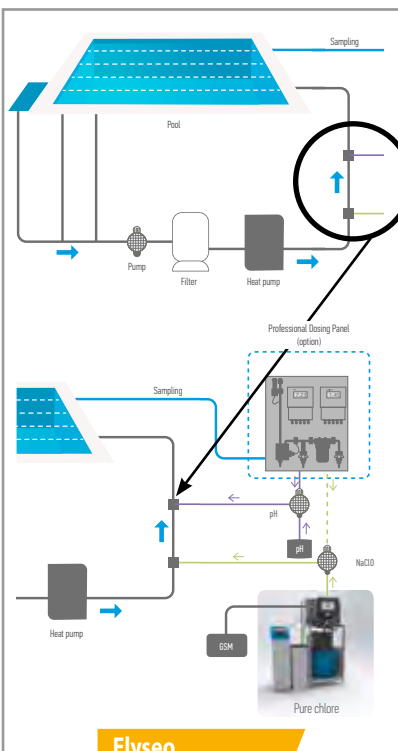 Sampling
Pool
Pump
Filter
Heat pump
Professional Dosing Panel
(option)
Sampling
pH
pH
NaClO
Heat pump
GSM
Pure chlore
Elyseo